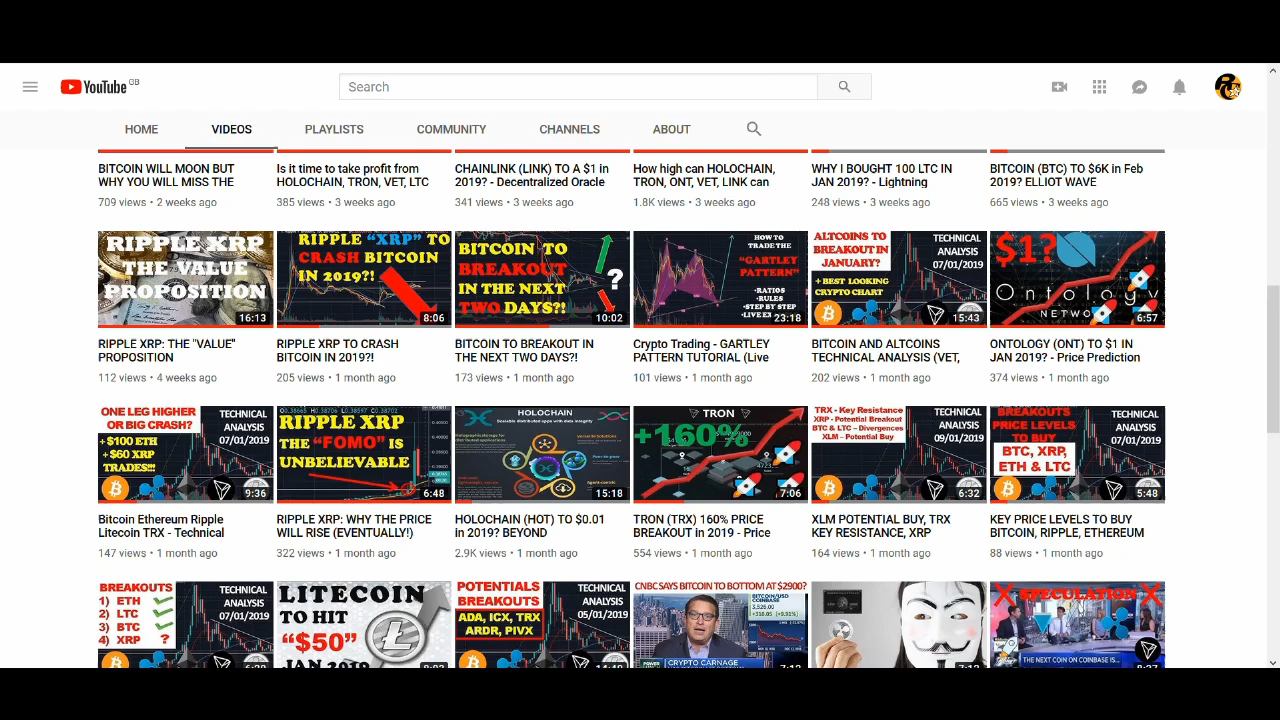 YouTube GB
Search
HOME VIDEOS PLAYLISTS COMMUNITY CHANNELS ABOUT
BITCOIN WILL MOON BUT
WHY YOU WILL MISS THE
709 views • 2 weeks ago
Is it time to take profit from
HOLOCHAIN, TRON, VET, LTC
385 views • 3 weeks ago
CHAINLINK (LINK) TO A $1 in
2019? - Decentralized Oracle
341 views • 3 weeks ago
How high can HOLOCHAIN,
TRON, ONT, VET, LINK can
1.8K views • 3 weeks ago
WHY I BOUGHT 100 LTC IN
JAN 2019? - Lightning
248 views • 3 weeks ago
BITCOIN (BTC) TO $6K in Feb
2019? ELLIOT WAVE
665 views • 3 weeks ago
RIPPLE XRP
THE VALUE
PROPOSITION
16:13
RIPPLE XRP: THE "VALUE"
PROPOSITION
112 views • 4 weeks ago
RIPPLE "XRP" TO
CRASH BITCOIN
IN 2019?!
8:06
RIPPLE XRP TO CRASH
BITCOIN IN 2019?!
205 views • 1 month ago
BITCOIN TO
BREAKOUT
IN THE NEXT
TWO DAYS?!
?
10:02
BITCOIN TO BREAKOUT IN
THE NEXT TWO DAYS?!
173 views • 1 month ago
HOW TO
TRADE THE
"GARTLEY
PATTERN"
•RATIOS
•RULES
•STEP BY STEP
23:18
Crypto Trading - GARTLEY
PATTERN TUTORIAL (Live
101 views • 1 month ago
ALTCOINS TO
BREAKOUT IN
JANUARY?
+ BEST LOOKING
CRYPTO CHART
TECHNICAL
ANALYSIS
07/01/2019
15:43
BITCOIN AND ALTCOINS
TECHNICAL ANALYSIS (VET,
202 views • 1 month ago
$1?
Ontology
NETWO
6:57
ONTOLOGY (ONT) TO $1 IN
JAN 2019? - Price Prediction
374 views • 1 month ago
ONE LEG HIGHER
OR BIG CRASH?
+ $100 ETH
+ $60 XRP
TRADES!!!
TECHNICAL
ANALYSIS
07/01/2019
9:36
Bitcoin Ethereum Ripple
Litecoin TRX - Technical
147 views • 1 month ago
RIPPLE XRP
THE "FOMO" IS
UNBELIEVABLE
6:48
RIPPLE XRP: WHY THE PRICE
WILL RISE (EVENTUALLY!)
322 views • 1 month ago
HOLOCHAIN
Scalable distributed apps with data integrity
15:18
HOLOCHAIN (HOT) TO $0.01
in 2019? BEYOND
2.9K views • 1 month ago
TRON
+160%
7:06
TRON (TRX) 160% PRICE
BREAKOUT in 2019 - Price
554 views • 1 month ago
TRX - Key Resistance
XRP - Potential Breakout
BTC & LTC – Divergences
XLM – Potential Buy
TECHNICAL
ANALYSIS
09/01/2019
6:32
XLM POTENTIAL BUY, TRX
KEY RESISTANCE, XRP
164 views • 1 month ago
BREAKOUTS
PRICE LEVELS
TO BUY
BTC, XRP,
ETH & LTC
TECHNICAL
ANALYSIS
07/01/2019
5:48
KEY PRICE LEVELS TO BUY
BITCOIN, RIPPLE, ETHEREUM
88 views • 1 month ago
BREAKOUTS
1) ETH
2) LTC
3) BTC
4) XRP ?
TECHNICAL
ANALYSIS
07/01/2019
LITECOIN
TO HIT
"$50"
JAN 2019
POTENTIALS
BREAKOUTS
ADA, ICX, TRX
ARDR, PIVX
TECHNICAL
ANALYSIS
05/01/2019
CNBC SAYS BITCOIN TO BOTTOM AT $2900?
BITCOIN/USD
COINBASE
3,526.00
CRYPTO CARNAGE
SPECULATION
THE NEXT COIN ON COINBASE IS...